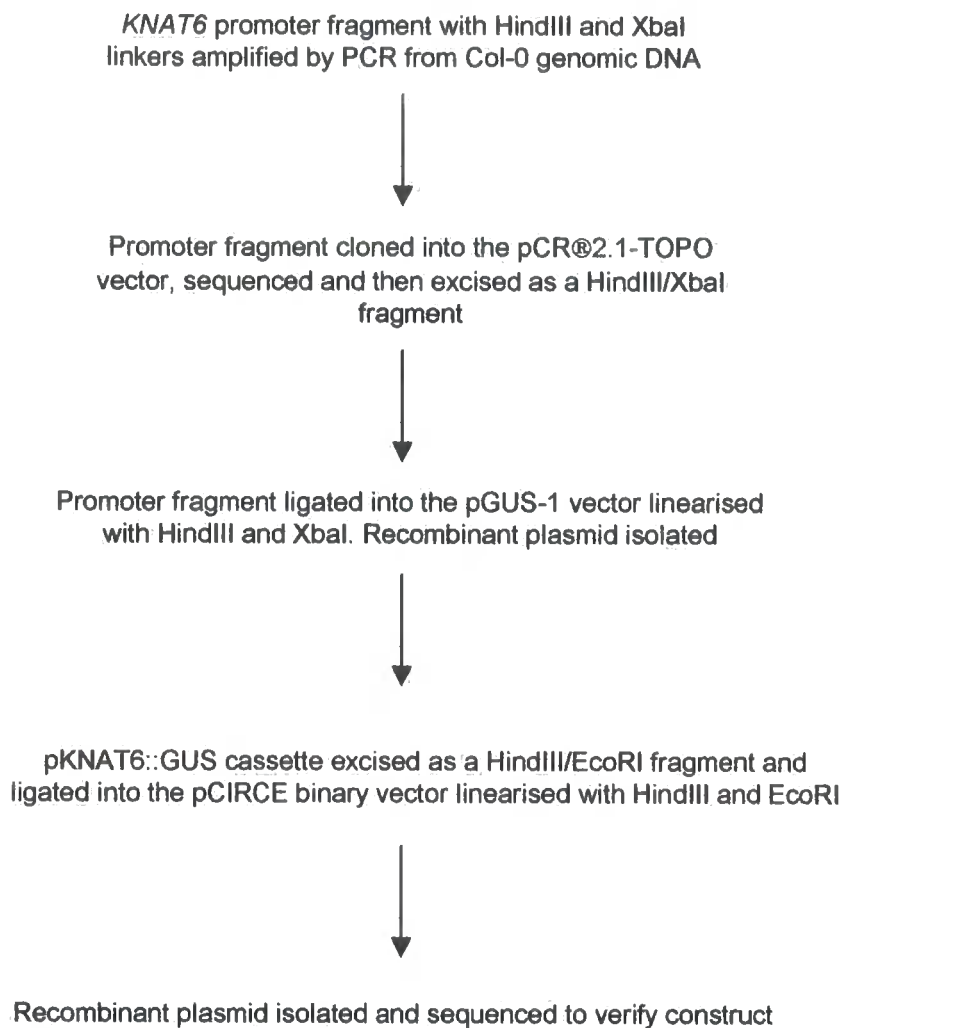 KNAT6 promoter fragment with HindIII and XbaI
linkers amplified by PCR from Col-0 genomic DNA
Promoter fragment cloned into the pCR®2.1-TOPO
vector, sequenced and then excised as a HindIII/XbaI
fragment
Promoter fragment ligated into the pGUS-1 vector linearised
with HindIII and XbaI. Recombinant plasmid isolated
pKNAT6::GUS cassette excised as a HindIII/EcoRI fragment and
ligated into the pCIRCE binary vector linearised with HindIII and EcoRI
Recombinant plasmid isolated and sequenced to verify construct